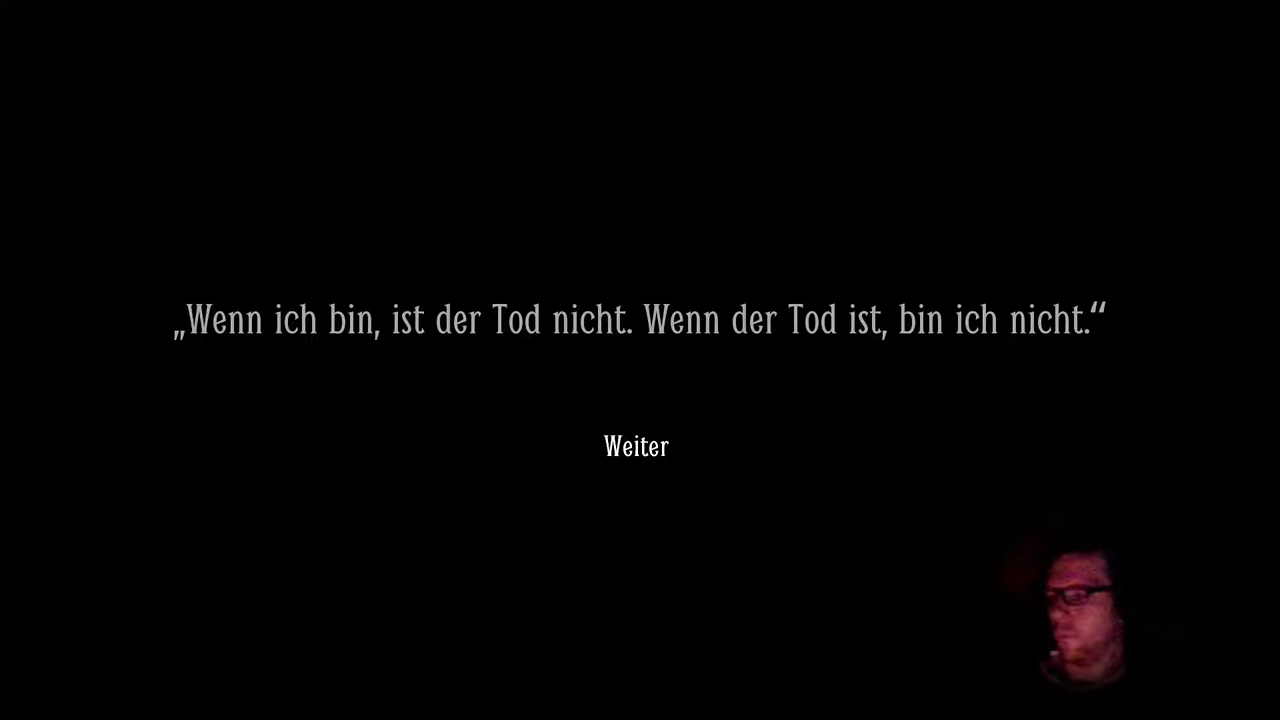 „Wenn ich bin, ist der Tod nicht. Wenn der Tod ist, bin ich nicht.“
Weiter